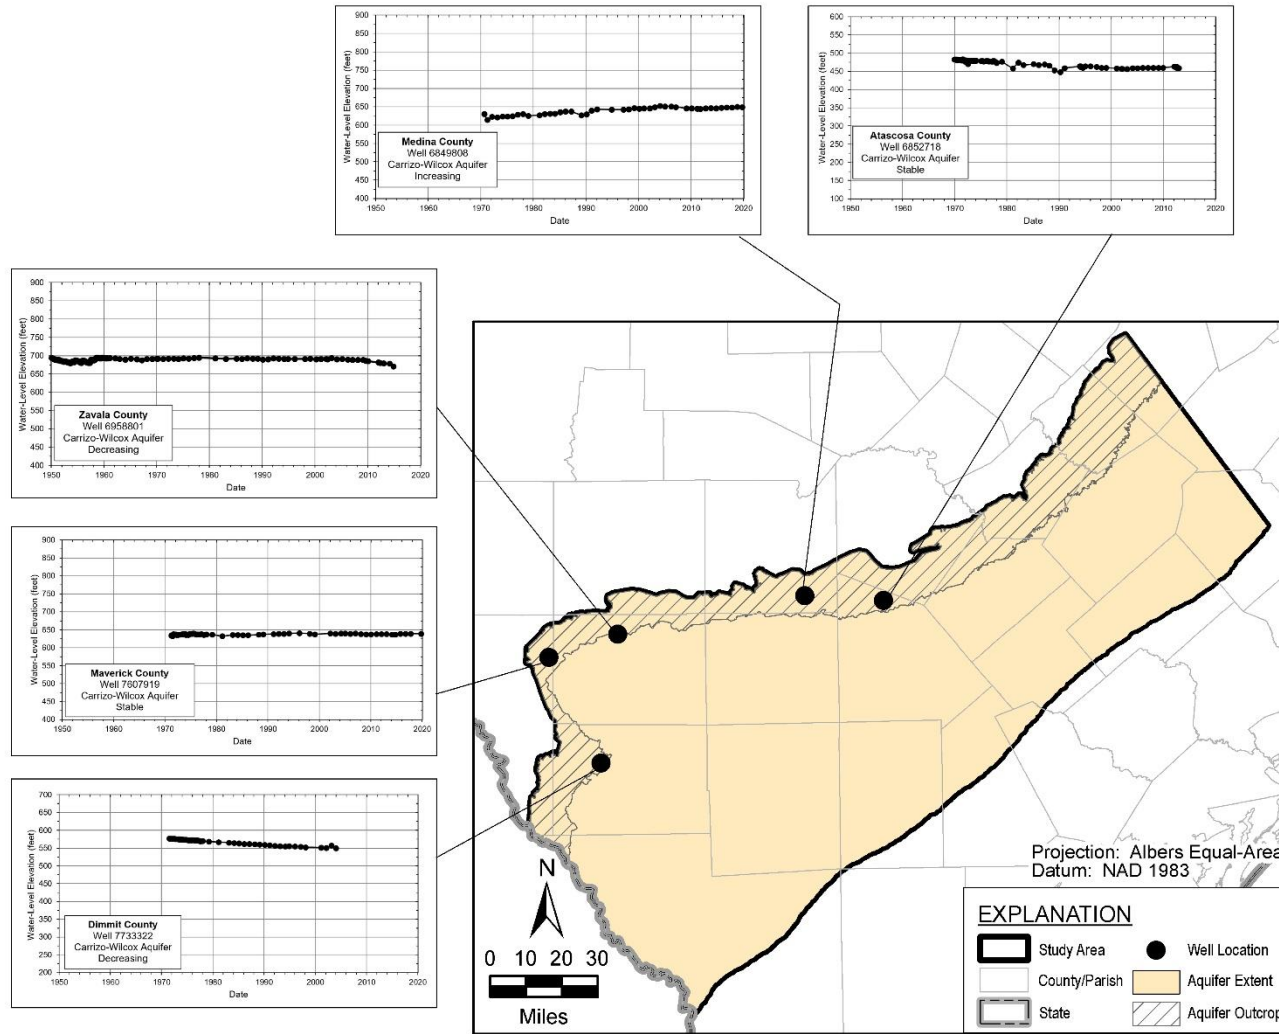 900
850
800
750
700
650
600
550
500
450
400
Water-Level Elevation (feet)
Medina County
Well 6849808
Carrizo-Wilcox Aquifer
Increasing
1950 1960 1970 1980 1990 2000 2010 2020
Date
600
550
500
450
400
350
300
250
200
150
100
Water-Level Elevation (feet)
Atascosa County
Well 6852718
Carrizo-Wilcox Aquifer
Stable
1950 1960 1970 1980 1990 2000 2010 2020
Date
900
850
800
750
700
650
600
550
500
450
400
Water-Level Elevation (feet)
Zavala County
Well 6958801
Carrizo-Wilcox Aquifer
Decreasing
1950 1960 1970 1980 1990 2000 2010 2020
Date
900
850
800
750
700
650
600
550
500
450
400
Water-Level Elevation (feet)
Maverick County
Well 7607919
Carrizo-Wilcox Aquifer
Stable
1950 1960 1970 1980 1990 2000 2010 2020
Date
700
650
600
550
500
450
400
350
300
250
200
Water-Level Elevation (feet)
Dimmit County
Well 7733322
Carrizo-Wilcox Aquifer
Decreasing
1950 1960 1970 1980 1990 2000 2010 2020
Date
N
0 10 20 30
Miles
Projection: Albers Equal-Area
Datum: NAD 1983
EXPLANATION
Study Area
Well Location
County/Parish
Aquifer Extent
State
Aquifer Outcrop